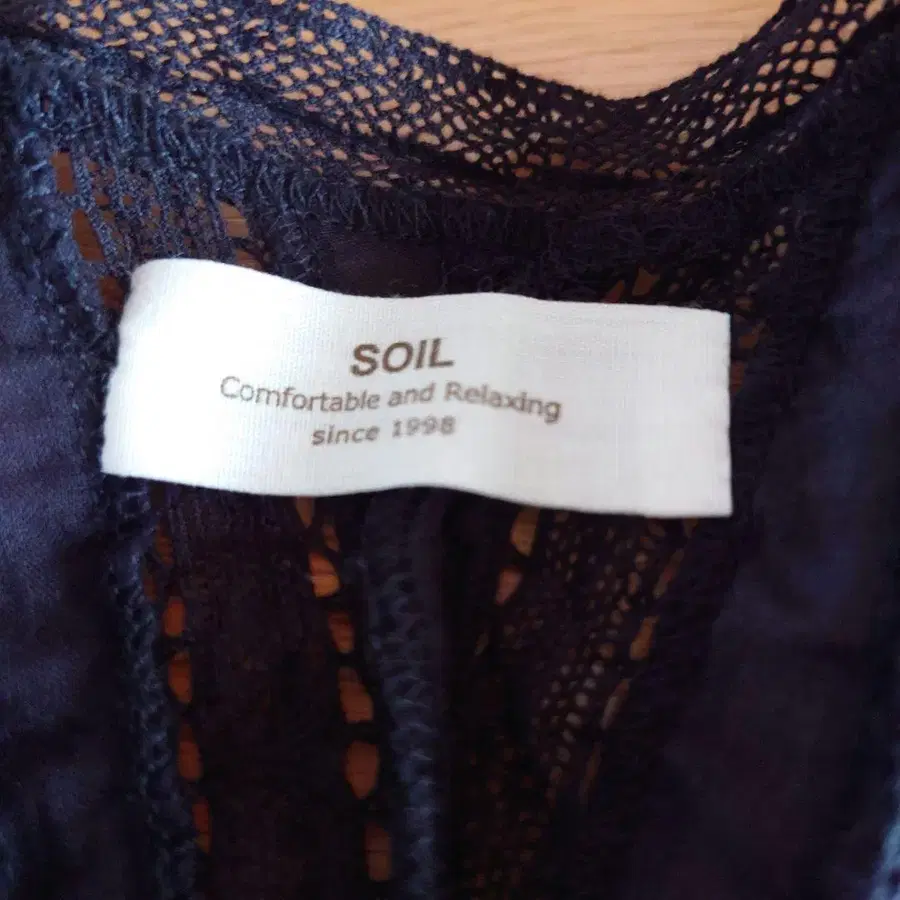 SOIL
Comfortable and Relaxing
since 1998